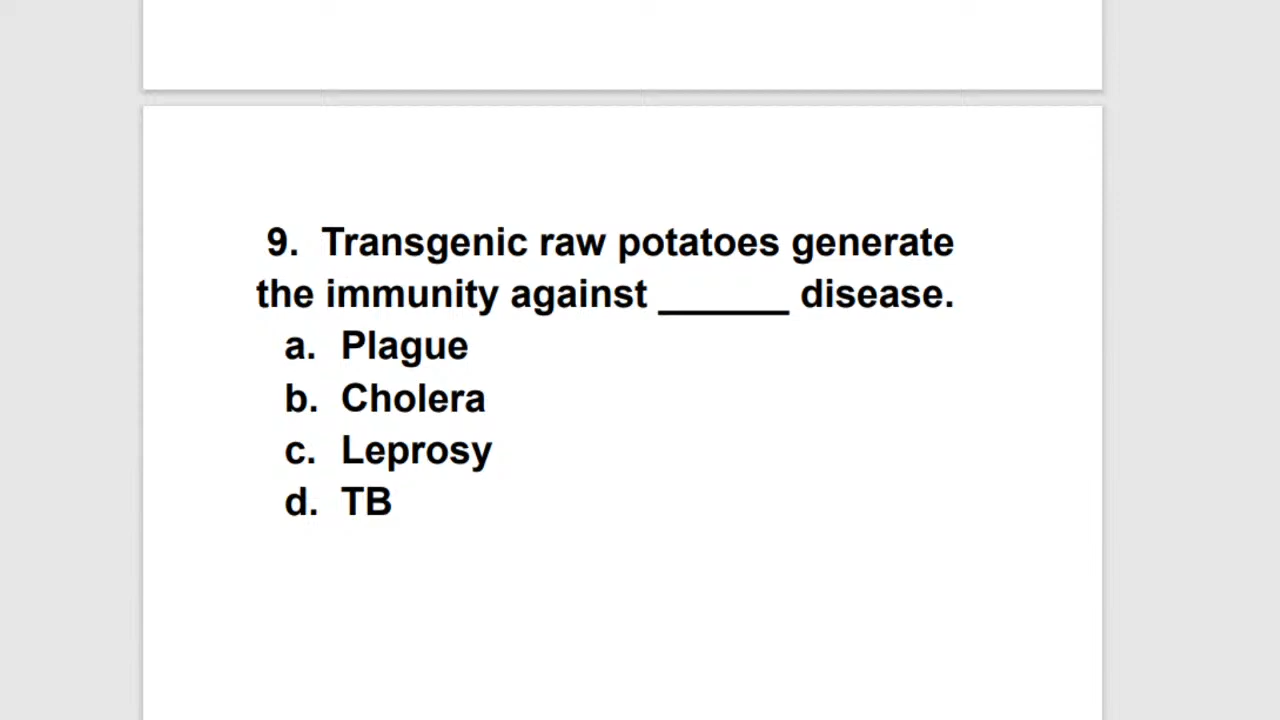 9. Transgenic raw potatoes generate
the immunity against ______ disease.
a. Plague
b. Cholera
c. Leprosy
d. TB